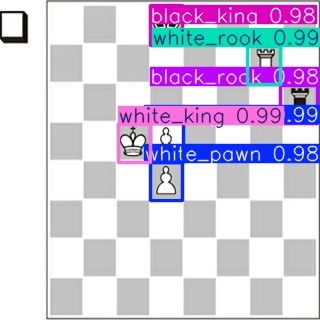 black_king 0.98
white_rook 0.99
black_rook 0.98
white_king 0.99
.99
white_pawn 0.98